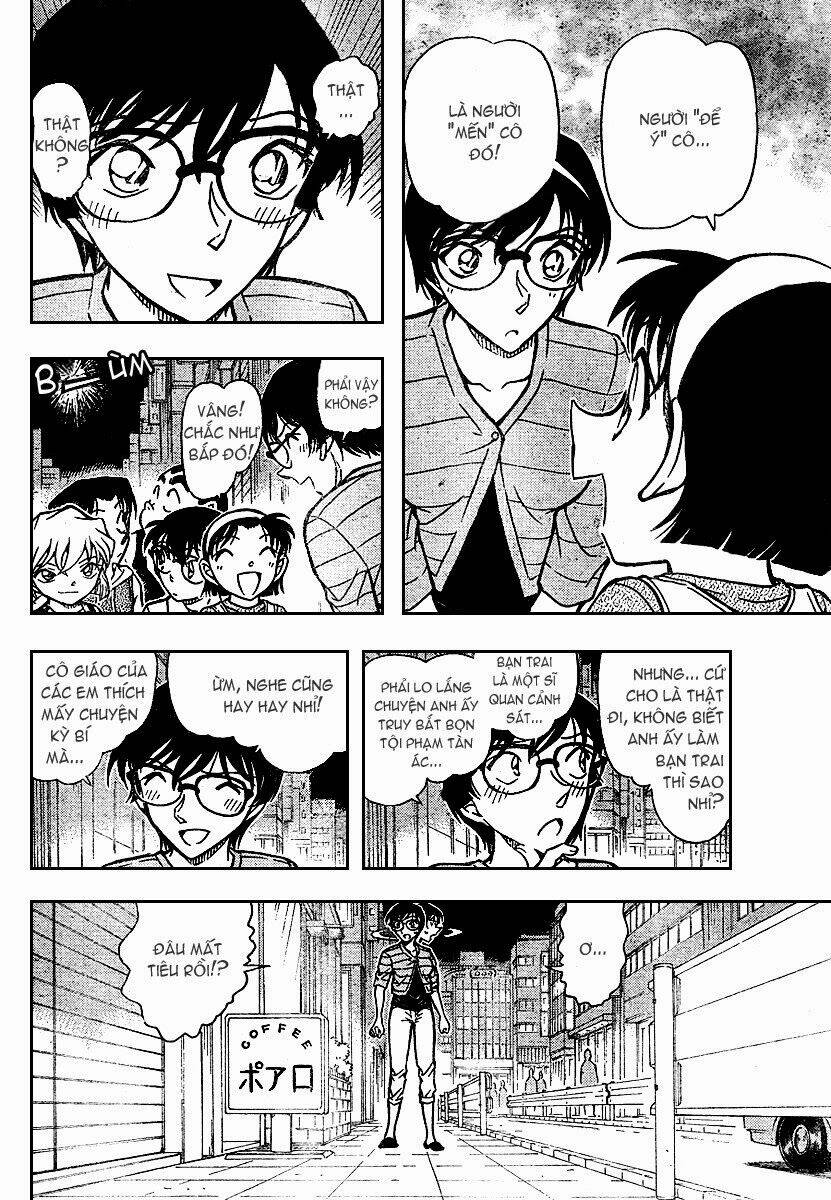 NGƯỜI "ĐỂ
Ý" CÔ...
LÀ NGƯỜI
"MẾN" CÔ
ĐÓ!
THẬT
...
THẬT
KHÔNG
?
PHẢI VẬY
KHÔNG?
VÂNG!
CHẮC NHƯ
BẮP ĐÓ!
BÙM
NHƯNG... CỨ
CHO LÀ THẬT
ĐI, KHÔNG BIẾT
ANH ẤY LÀM
BẠN TRAI
THÌ SAO
NHỈ?
BẠN TRAI
LÀ MỘT SĨ
QUAN CẢNH
SÁT...
PHẢI LO LẮNG
CHUYỆN ANH ẤY
TRUY BẮT BỌN
TỘI PHẠM TÀN
ÁC...
ỪM, NGHE CŨNG
HAY HAY NHỈ!
CÔ GIÁO CỦA
CÁC EM THÍCH
MẤY CHUYỆN
KỲ BÍ
MÀ...
Ơ...
ĐÂU MẤT
TIÊU RỒI!?
COFFEE
ポアロ